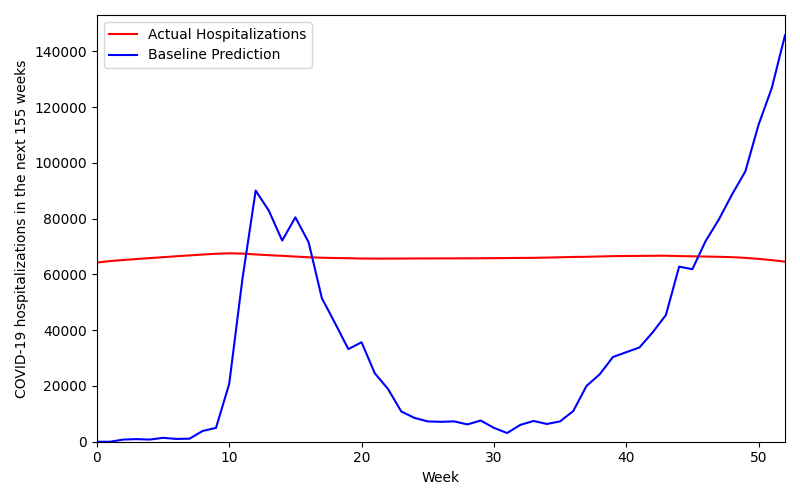 Actual Hospitalizations
Baseline Prediction
COVID-19 hospitalizations in the next 155 weeks
140000
120000
100000
80000
60000
40000
20000
0
0 10 20 30 40 50
Week